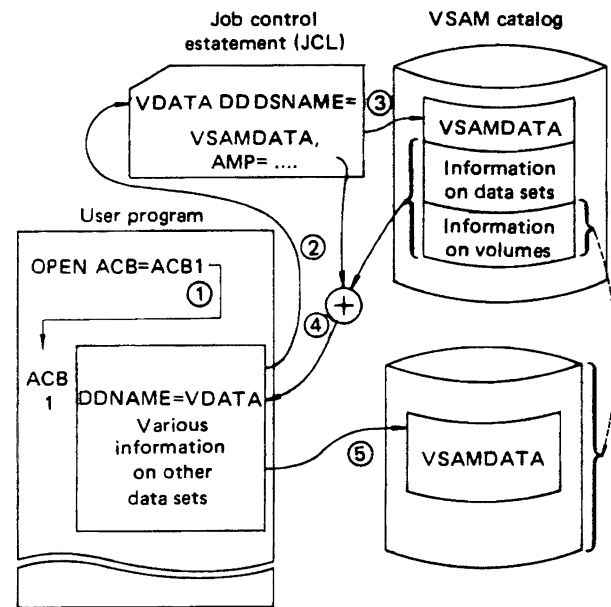 Job control
estatement (JCL)
VSAM catalog
VDATA DDDSNAME=
③
VSAMDATA,
AMP= ....
VSAMDATA
Information
on data sets
Information
on volumes
User program
②
OPEN ACB=ACB1
①
④
ACB
1
DDNAME=VDATA
Various
information
on other
data sets
⑤
VSAMDATA